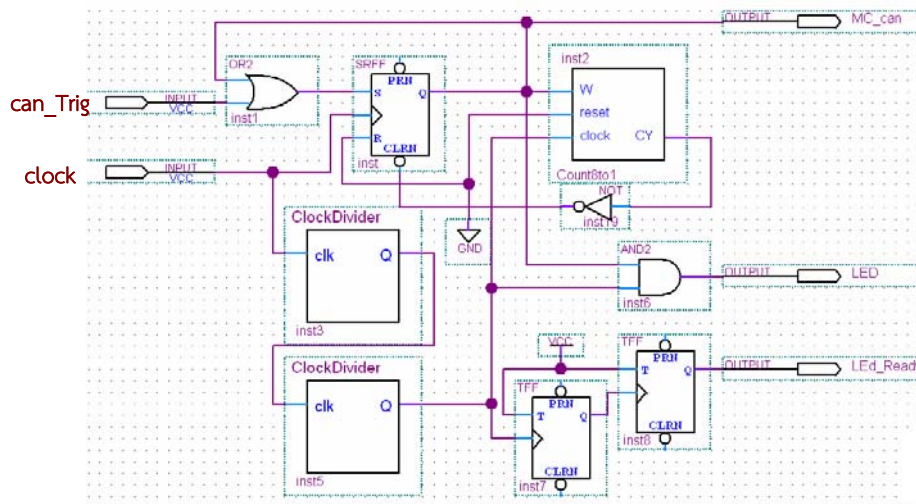 OUTPUT MC_can
OR2
SRFF
inst2
PRN
S Q
W
can_Trig INPUT
VCC
inst1
reset
R
clock CY
CLRN
clock INPUT
VCC
inst
Count8to1
NOT
ClockDivider
GND
AND2
clk Q
OUTPUT LED
inst6
inst3
VCC
TFF
ClockDivider
PRN
OUTPUT LEd_Ready
T Q
TFF
clk Q
PRN
T Q
CLRN
inst8
inst5
CLRN
inst7